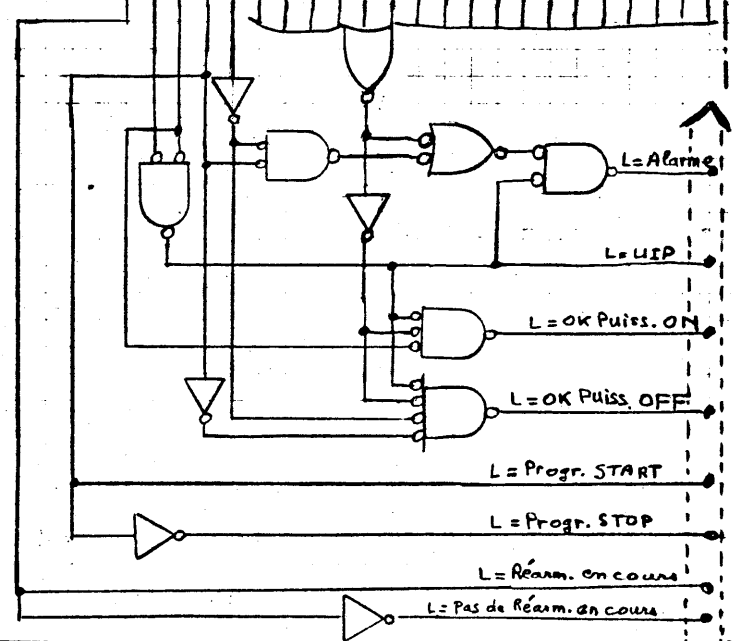 L=Alarme
L=UIP
L=OK Puiss. ON
L=OK Puiss. OFF
L=Progr. START
L=Progr. STOP
L=Réarm. en cours
L=Pas de Réarm. en cours